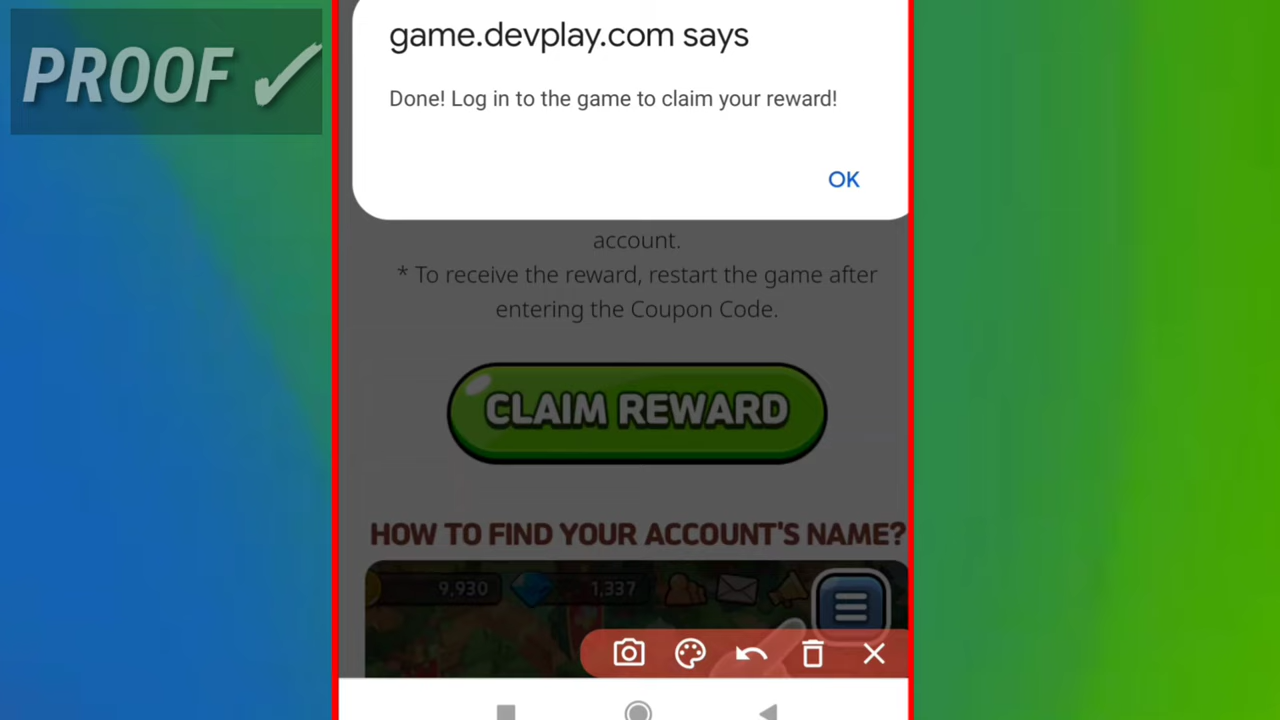 PROOF ✓
game.devplay.com says
Done! Log in to the game to claim your reward!
OK
account.
* To receive the reward, restart the game after
entering the Coupon Code.
CLAIM REWARD
HOW TO FIND YOUR ACCOUNT'S NAME?
9,930
1,337